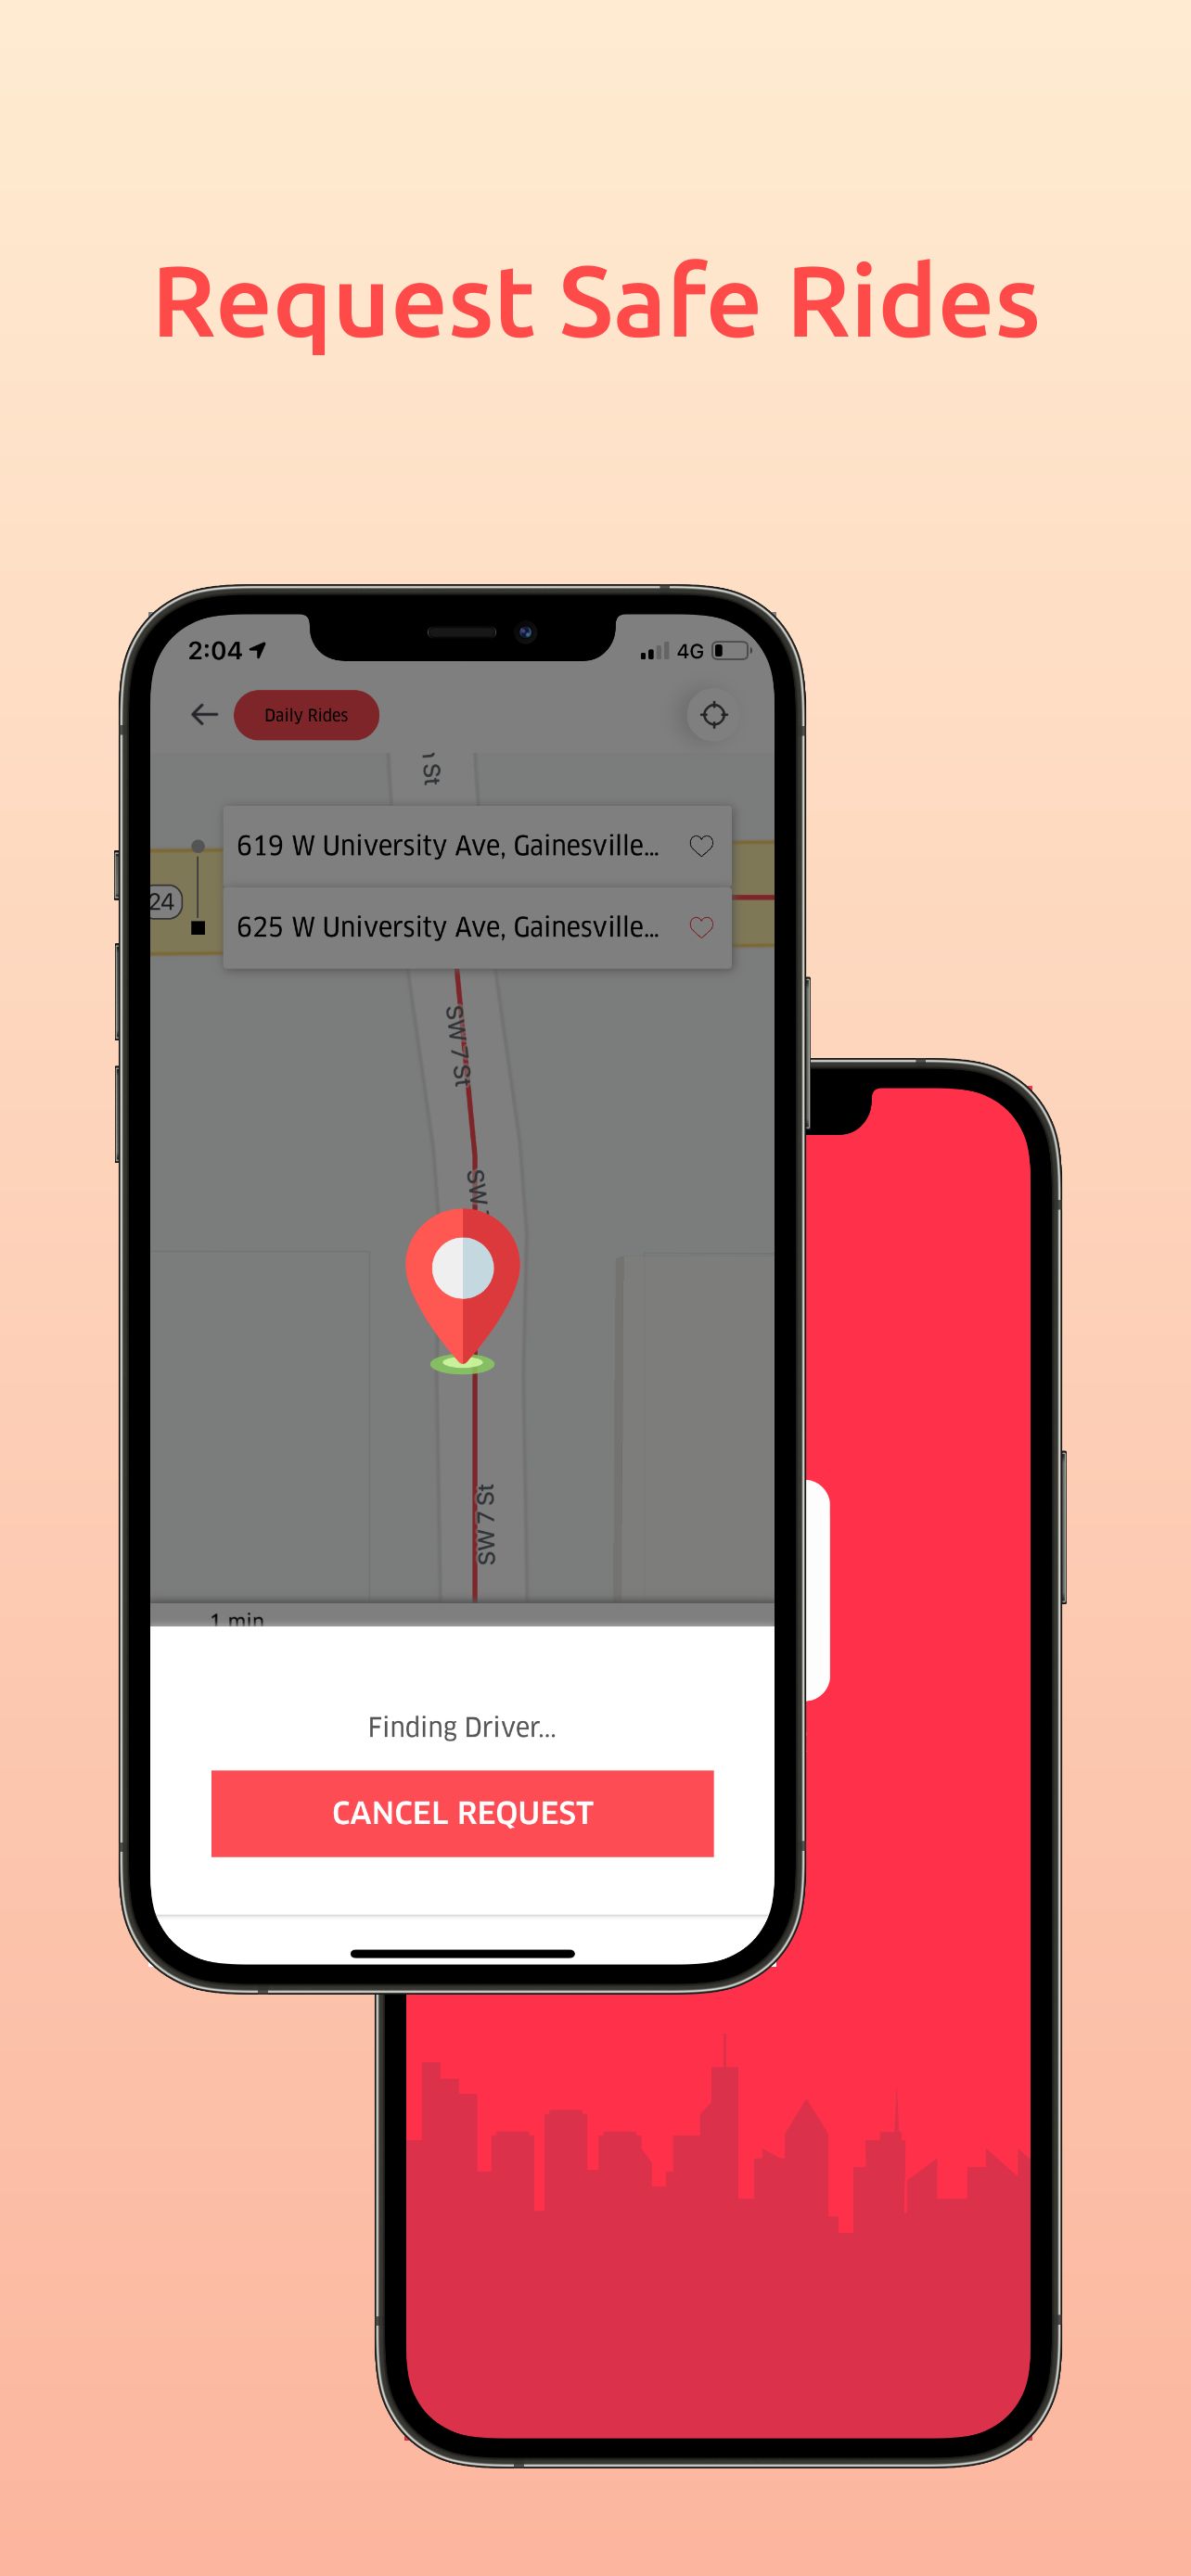 Request Safe Rides
2:04
4G
Daily Rides
St
619 W University Ave, Gainesville...
24
625 W University Ave, Gainesville...
SW 7 St
SW
SW 7 St
1 min
Finding Driver...
CANCEL REQUEST